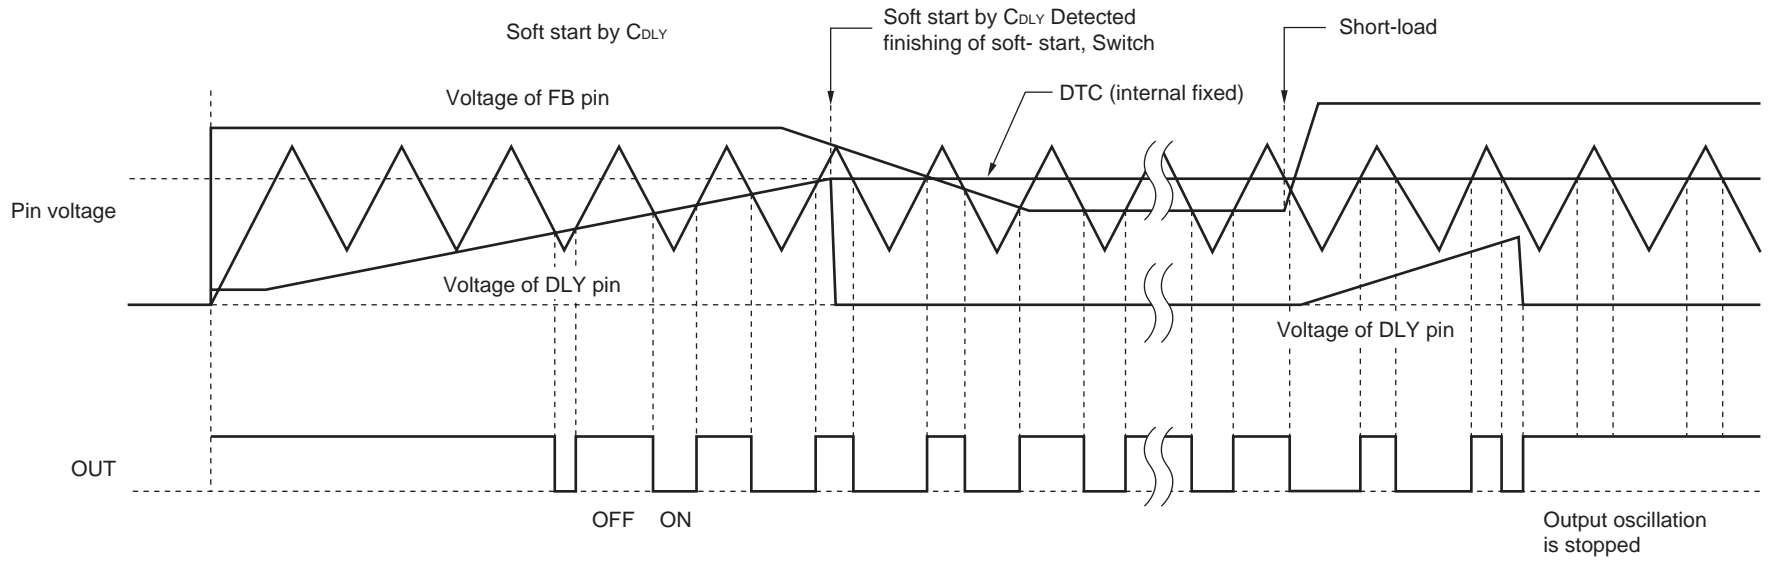 Soft start by CDLY
Soft start by CDLY Detected
finishing of soft- start, Switch
Short-load
Voltage of FB pin
DTC (internal fixed)
Pin voltage
Voltage of DLY pin
Voltage of DLY pin
OUT
OFF ON
Output oscillation
is stopped